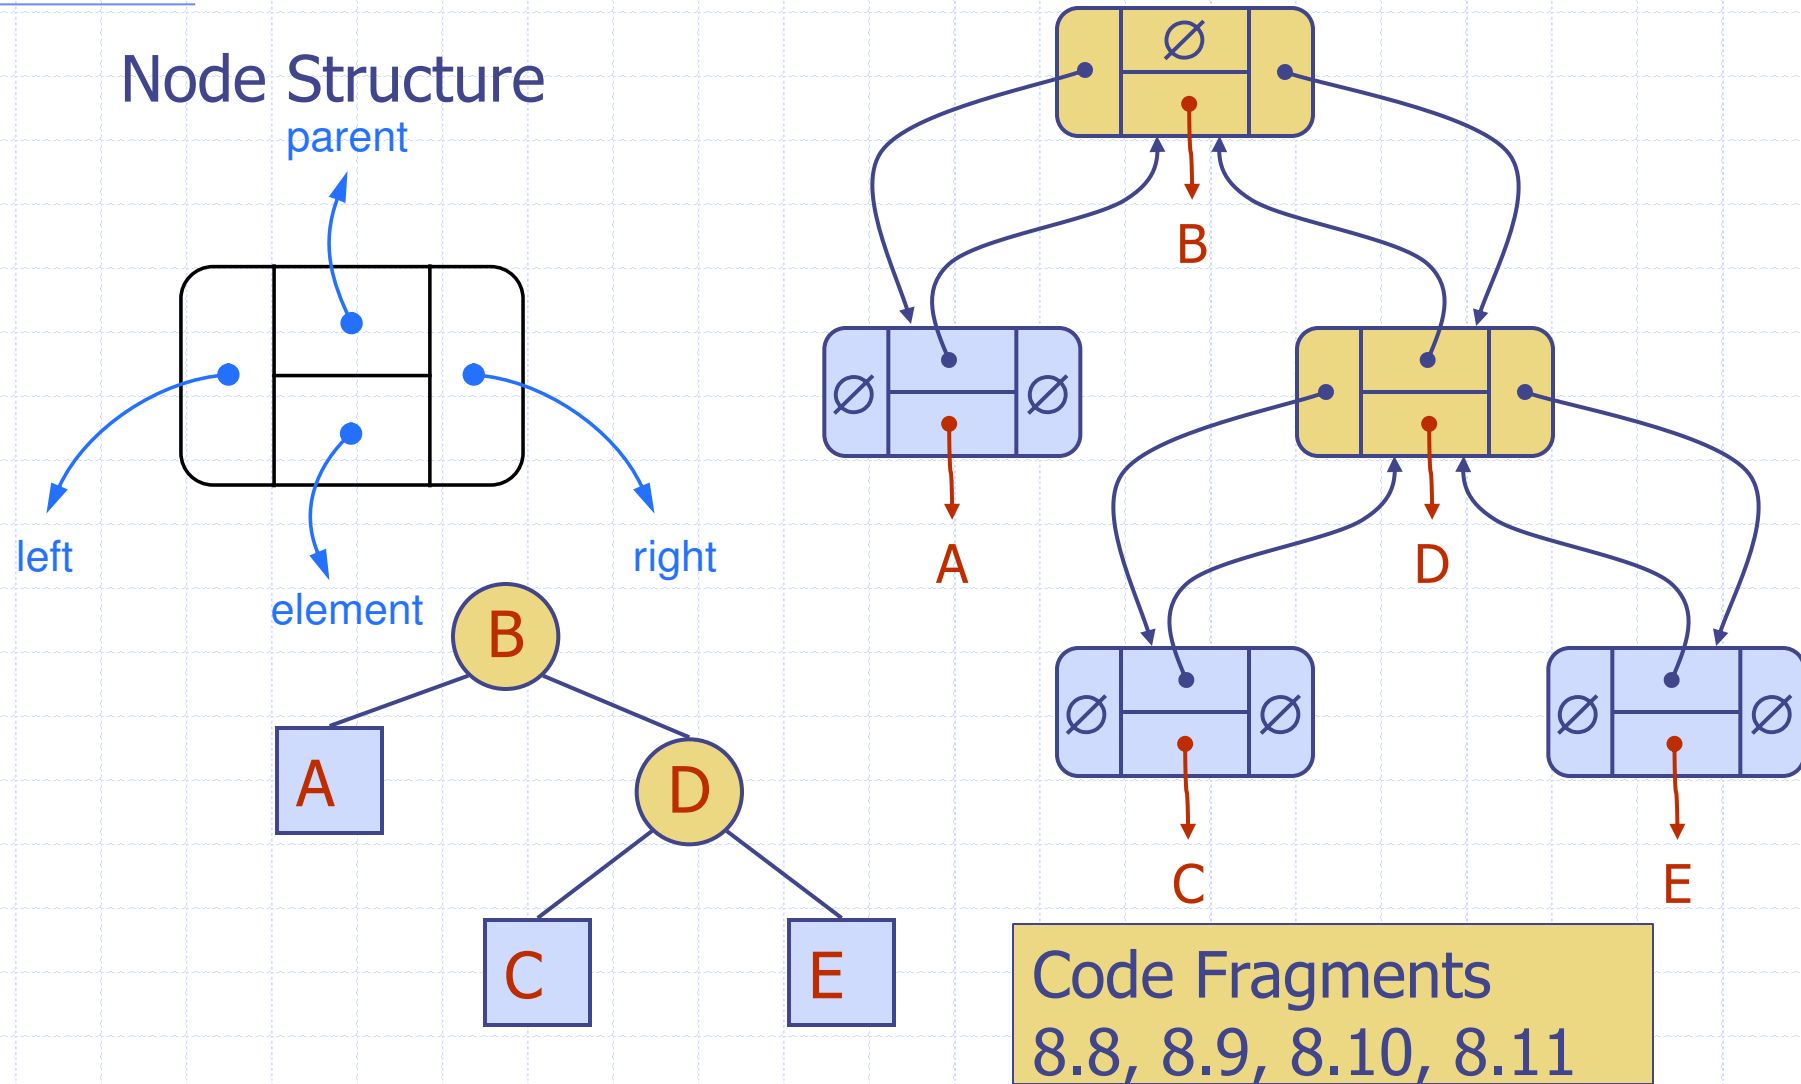 Node Structure
parent
left
element
right
B
A
D
C
E
∅
B
∅
∅
A
D
∅
∅
∅
∅
C
E
Code Fragments
8.8, 8.9, 8.10, 8.11